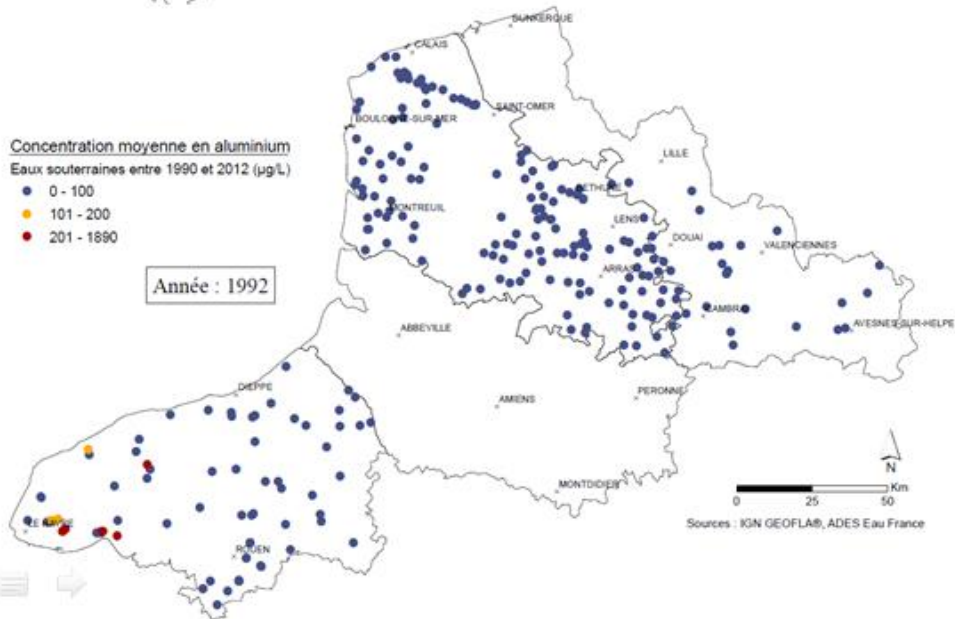 DUNKERQUE
CALAIS
SAINT-OMER
BOULOGNE-SUR-MER
LILLE
Concentration moyenne en aluminium
Eaux souterraines entre 1990 et 2012 (µg/L)
0 - 100
101 - 200
201 - 1890
BETHUNE
MONTREUIL
LENS
DOUAI
VALENCIENNES
ARRAS
Année : 1992
CAMBRAI
AVESNES-SUR-HELPE
ABBEVILLE
DIEPPE
AMIENS
PERONNE
N
MONTDIDIER
Km
0 25 50
Sources : IGN GEOFLA®, ADES Eau France
LE HAVRE
ROUEN